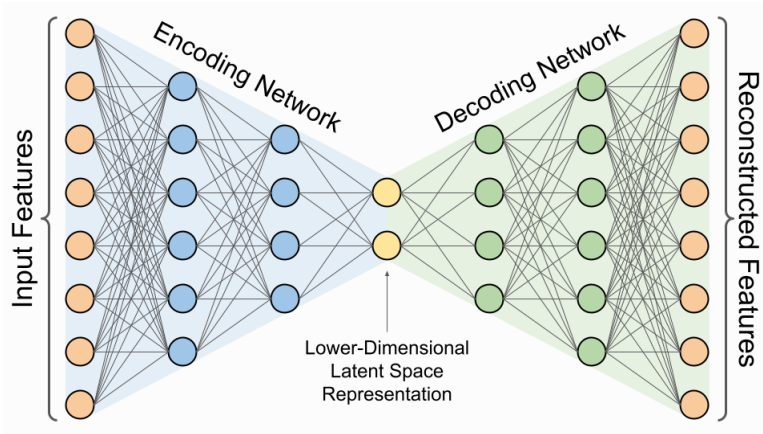 Encoding Network
Decoding Network
Input Features
Reconstructed Features
Lower-Dimensional
Latent Space
Representation